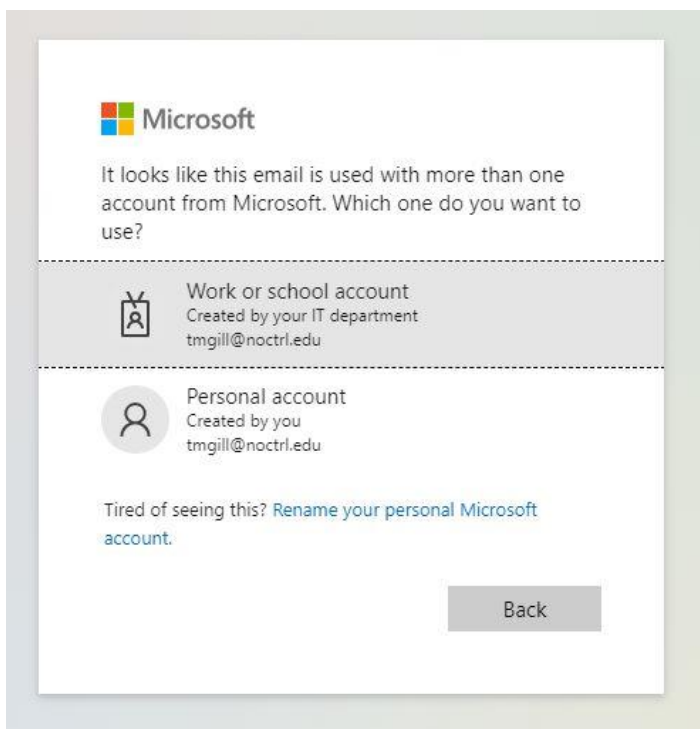 Microsoft
It looks like this email is used with more than one
account from Microsoft. Which one do you want to
use?
Work or school account
Created by your IT department
tmgill@noctrl.edu
Personal account
Created by you
tmgill@noctrl.edu
Tired of seeing this? Rename your personal Microsoft
account.
Back